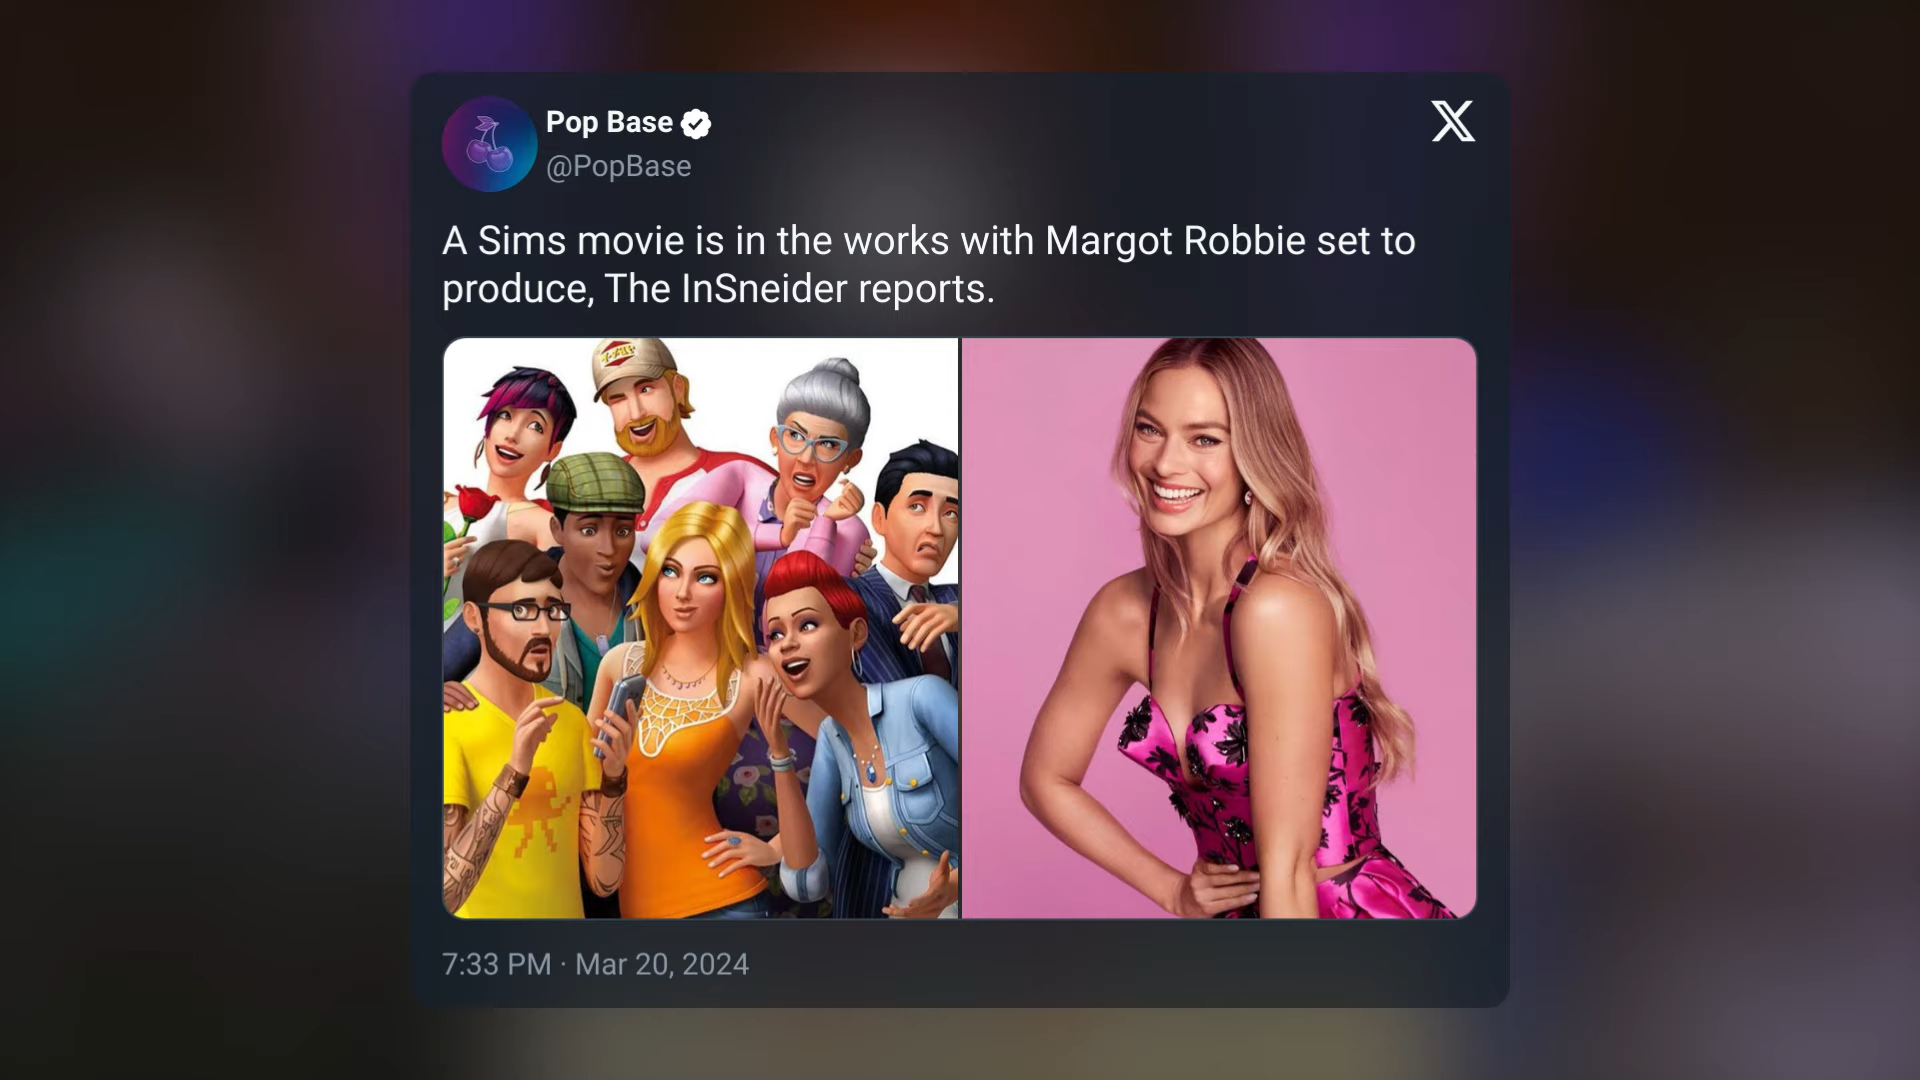 Pop Base
@PopBase
A Sims movie is in the works with Margot Robbie set to
produce, The InSneider reports.
7:33 PM · Mar 20, 2024